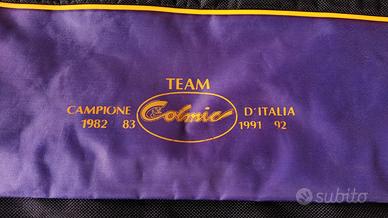 TEAM
CAMPIONE Colmic D'ITALIA
1982 83 1991 92
subito